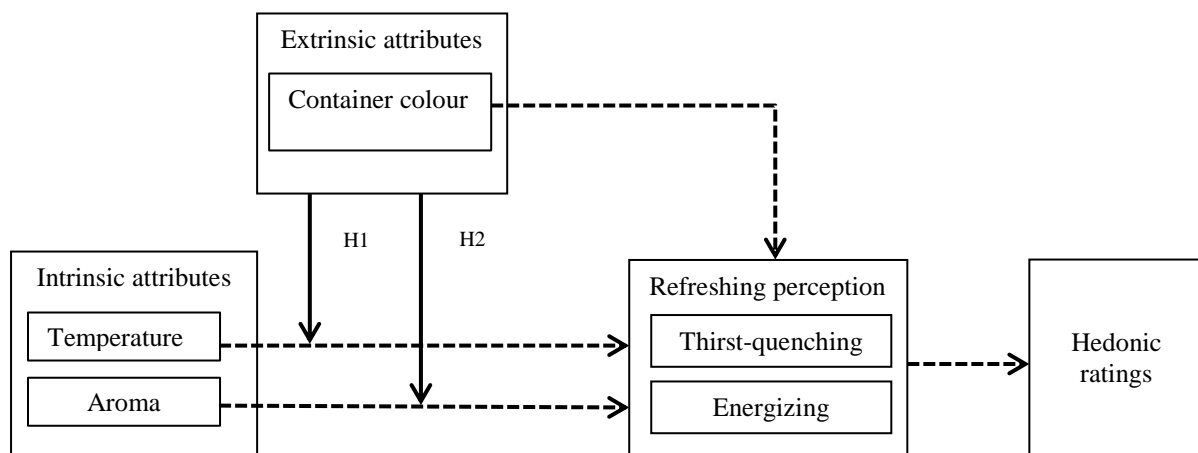 Extrinsic attributes
Container colour
H1
H2
Intrinsic attributes
Temperature
Aroma
Refreshing perception
Thirst-quenching
Energizing
Hedonic
ratings